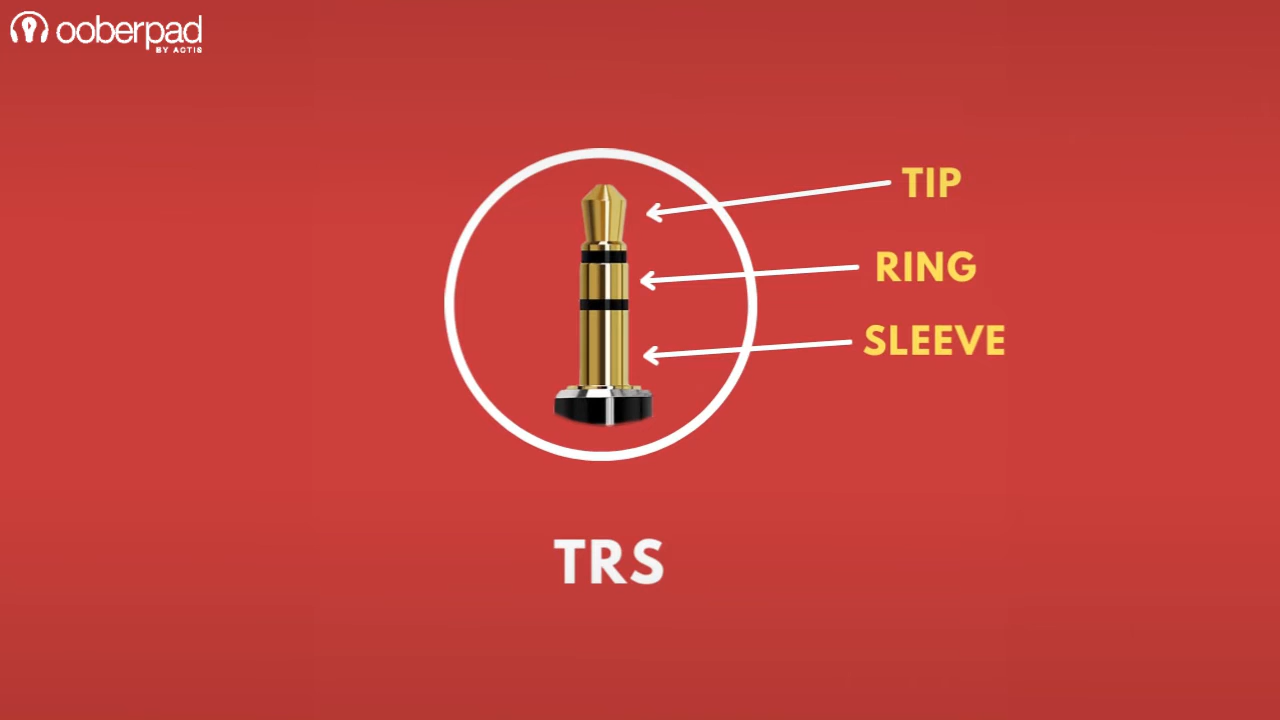 ooberpad
BY ACTIS
TIP
RING
SLEEVE
TRS